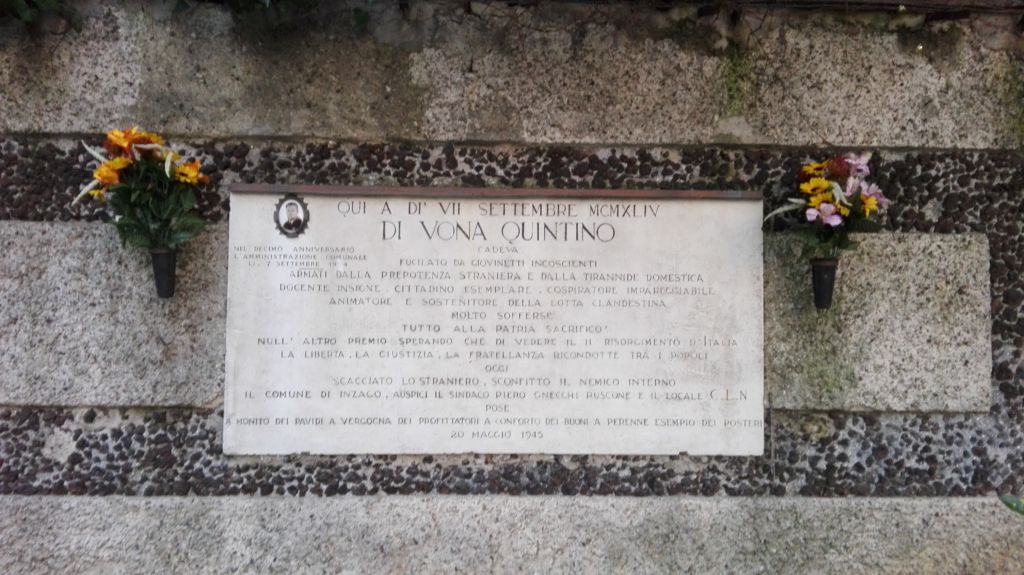 QUI A DI' VII SETTEMBRE MCMXLIV
DI VONA QUINTINO
CADEVA
NEL DECIMO ANNIVERSARIO
L'AMMINISTRAZIONE COMUNALE
LI. 7 SETTEMBRE
FUCILATO DA GIOVINETTI INCOSCIENTI
ARMATI DALLA PREPOTENZA STRANIERA E DALLA TIRANNIDE DOMESTICA
DOCENTE INSIGNE . CITTADINO ESEMPLARE . COSPIRATORE IMPAREGGIABILE
ANIMATORE E SOSTENITORE DELLA LOTTA CLANDESTINA
MOLTO SOFFERSE
TUTTO ALLA PATRIA SACRIFICO'
NULL' ALTRO PREMIO SPERANDO CHE DI VEDERE IL II RISORGIMENTO D'ITALIA
LA LIBERTA', LA GIUSTIZIA, LA FRATELLANZA RICONDOTTE TRA I POPOLI
OGGI
SCACCIATO LO STRANIERO, SCONFITTO IL NEMICO INTERNO
IL COMUNE DI INZAGO, AUSPICI IL SINDACO PIERO GNECCHI RUSCONE E IL LOCALE C.L.N
POSE
A MONITO DEI PAVIDI A VERGOGNA DEI PROFITTATORI A CONFORTO DEI BUONI A PERENNE ESEMPIO DEI POSTERI
20 MAGGIO 1945